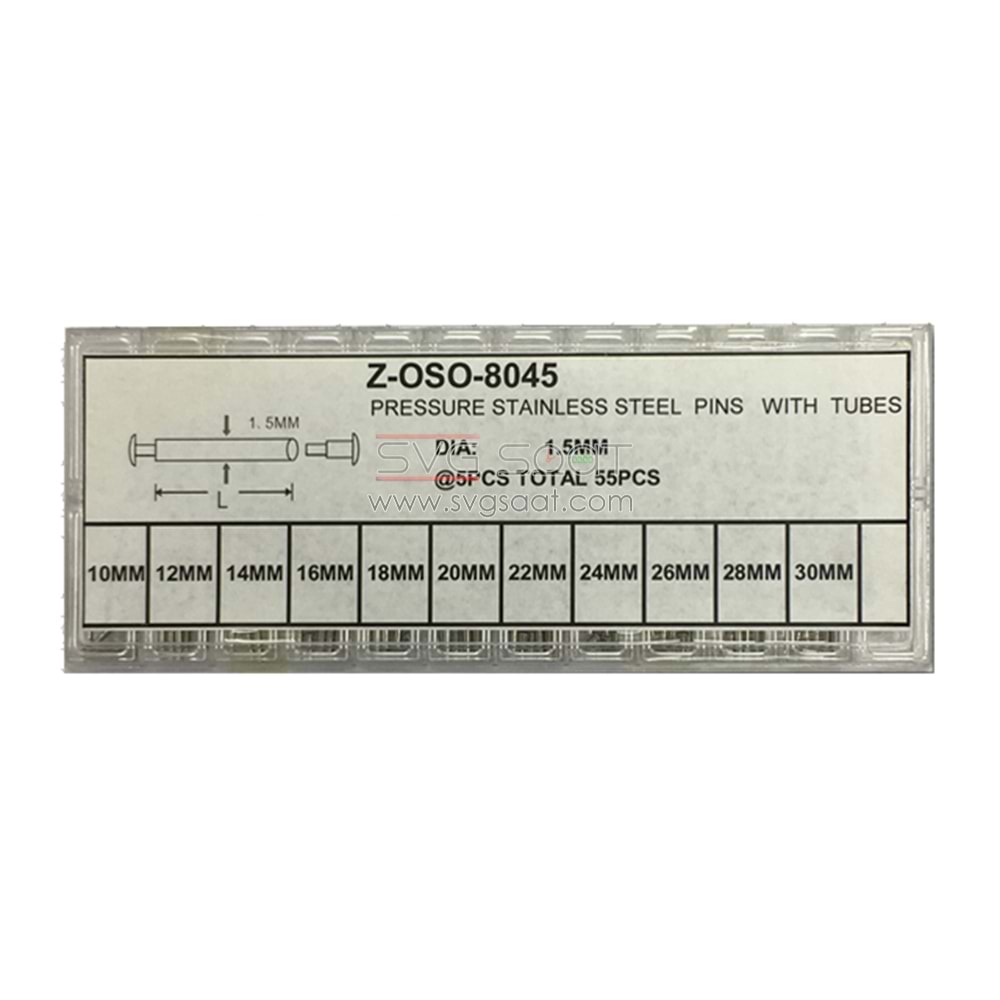 Z-OSO-8045
PRESSURE STAINLESS STEEL PINS WITH TUBES
1.5MM
DIA: 1.5MM
SVG SAAT
.com
@5PCS TOTAL 55PCS
www.svgsaat.com
L
10MM 12MM 14MM 16MM 18MM 20MM 22MM 24MM 26MM 28MM 30MM